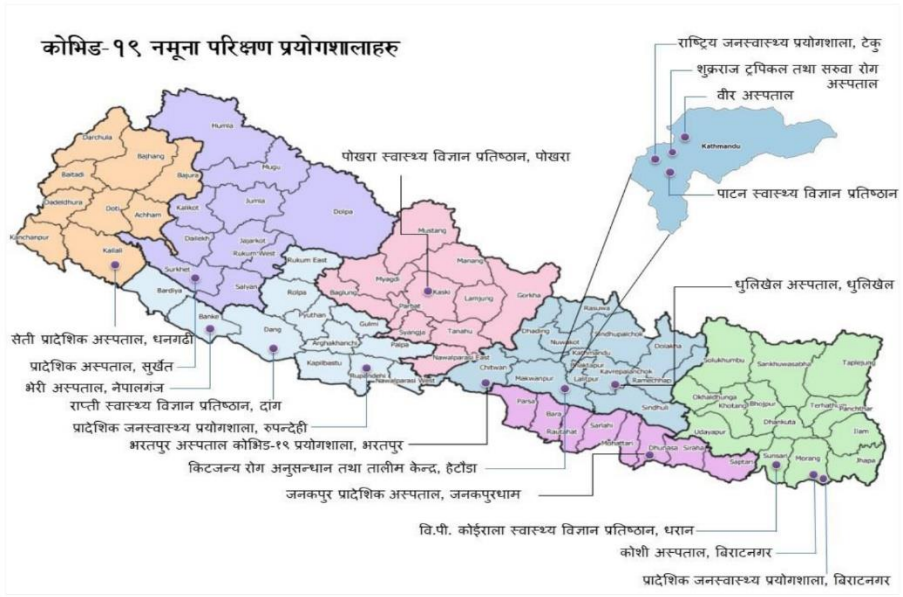 कोभिड-१९ नमूना परिक्षण प्रयोगशालाहरु
राष्ट्रिय जनस्वास्थ्य प्रयोगशाला, टेकु
शुक्रराज ट्रपिकल तथा सरुवा रोग
अस्पताल
वीर अस्पताल
Kathmandu
पाटन स्वास्थ्य विज्ञान प्रतिष्ठान
पोखरा स्वास्थ्य विज्ञान प्रतिष्ठान, पोखरा
धुलिखेल अस्पताल, धुलिखेल
Humla
Darchula
Bajhang
Mugu
Baitadi
Bajura
Dadeldhura
Doti
Achham
Kalikot
Jumla
Dolpa
Kanchanpur
Kailali
Dailekh
Jajarkot
Rukum West
Rukum East
Surkhet
Salyan
Bardiya
Banke
Rolpa
Dang
Pyuthan
Gulmi
Arghakhanchi
Palpa
Kapilbastu
Rupandehi
Nawalparasi West
Mustang
Manang
Myagdi
Kaski
Baglung
Parbat
Lamjung
Gorkha
Syangja
Tanahu
Nawalparasi East
Rasuwa
Dhading
Nuwakot
Sindhupalchok
Dolakha
Kathmandu
Bhaktapur
Lalitpur
Kavrepalanchok
Ramechhap
Chitwan
Makwanpur
Sindhuli
Parsa
Bara
Rautahat
Sarlahi
Mohattari
Dhunasa
Siraha
Saptari
Solukhumbu
Sankhuwasabha
Taplejung
Okhaldhunga
Khotang
Bhojpur
Terhathum
Panchthar
Dhankuta
Udayapur
Ilam
Sunsari
Morang
Jhapa
सेती प्रादेशिक अस्पताल, धनगढी
प्रादेशिक अस्पताल, सुर्खेत
भेरी अस्पताल, नेपालगंज
राप्ती स्वास्थ्य विज्ञान प्रतिष्ठान, दांग
प्रादेशिक जनस्वास्थ्य प्रयोगशाला, रुपन्देही
भरतपुर अस्पताल कोभिड-१९ प्रयोगशाला, भरतपुर
किटजन्य रोग अनुसन्धान तथा तालीम केन्द्र, हेटौडा
जनकपुर प्रादेशिक अस्पताल, जनकपुरधाम
वि.पी. कोईराला स्वास्थ्य विज्ञान प्रतिष्ठान, धरान
कोशी अस्पताल, बिराटनगर
प्रादेशिक जनस्वास्थ्य प्रयोगशाला, बिराटनगर